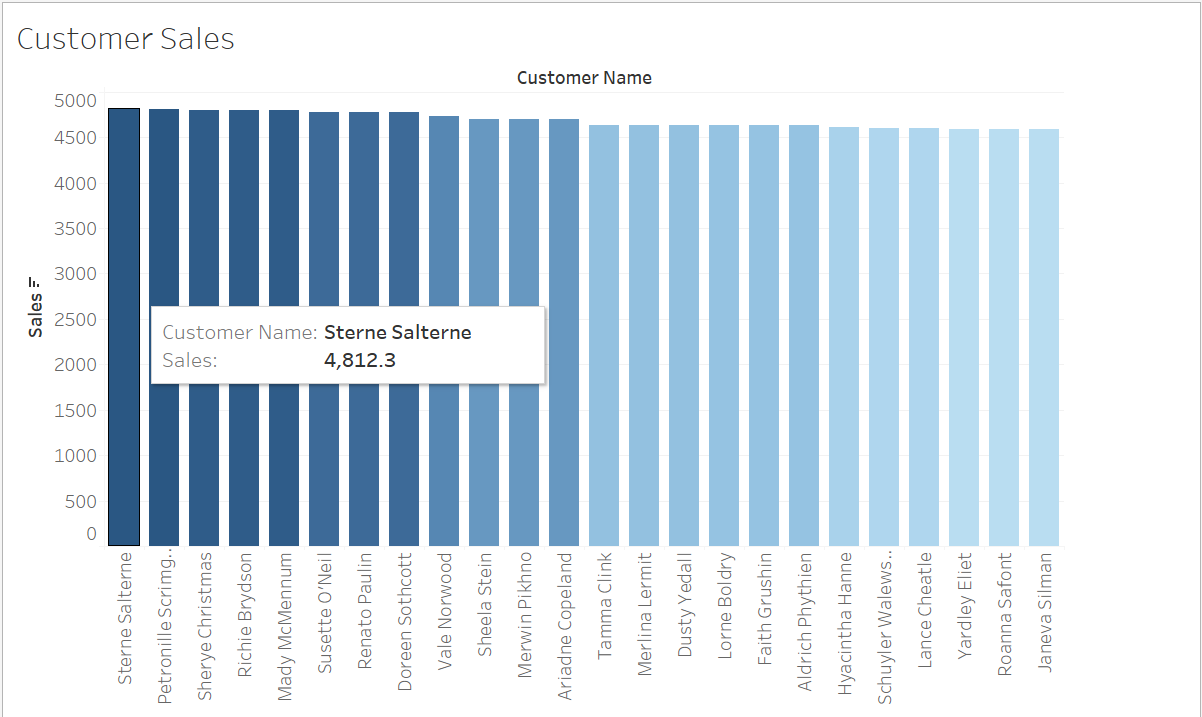 Customer Sales
Customer Name
5000
4500
4000
3500
3000
2500
2000
1500
1000
500
0
Sales
Customer Name: Sterne Salterne
Sales: 4,812.3
Sterne Salterne
Petronille Scrimg..
Sherye Christmas
Richie Brydson
Mady McMennum
Susette O'Neil
Renato Paulin
Doreen Sothcott
Vale Norwood
Sheela Stein
Merwin Pikhno
Ariadne Copeland
Tamma Clink
Merlina Lermit
Dusty Yedall
Lorne Boldry
Faith Grushin
Aldrich Phythien
Hyacintha Hanne
Schuyler Walews..
Lance Cheatle
Yardley Eliet
Roanna Safont
Janeva Silman